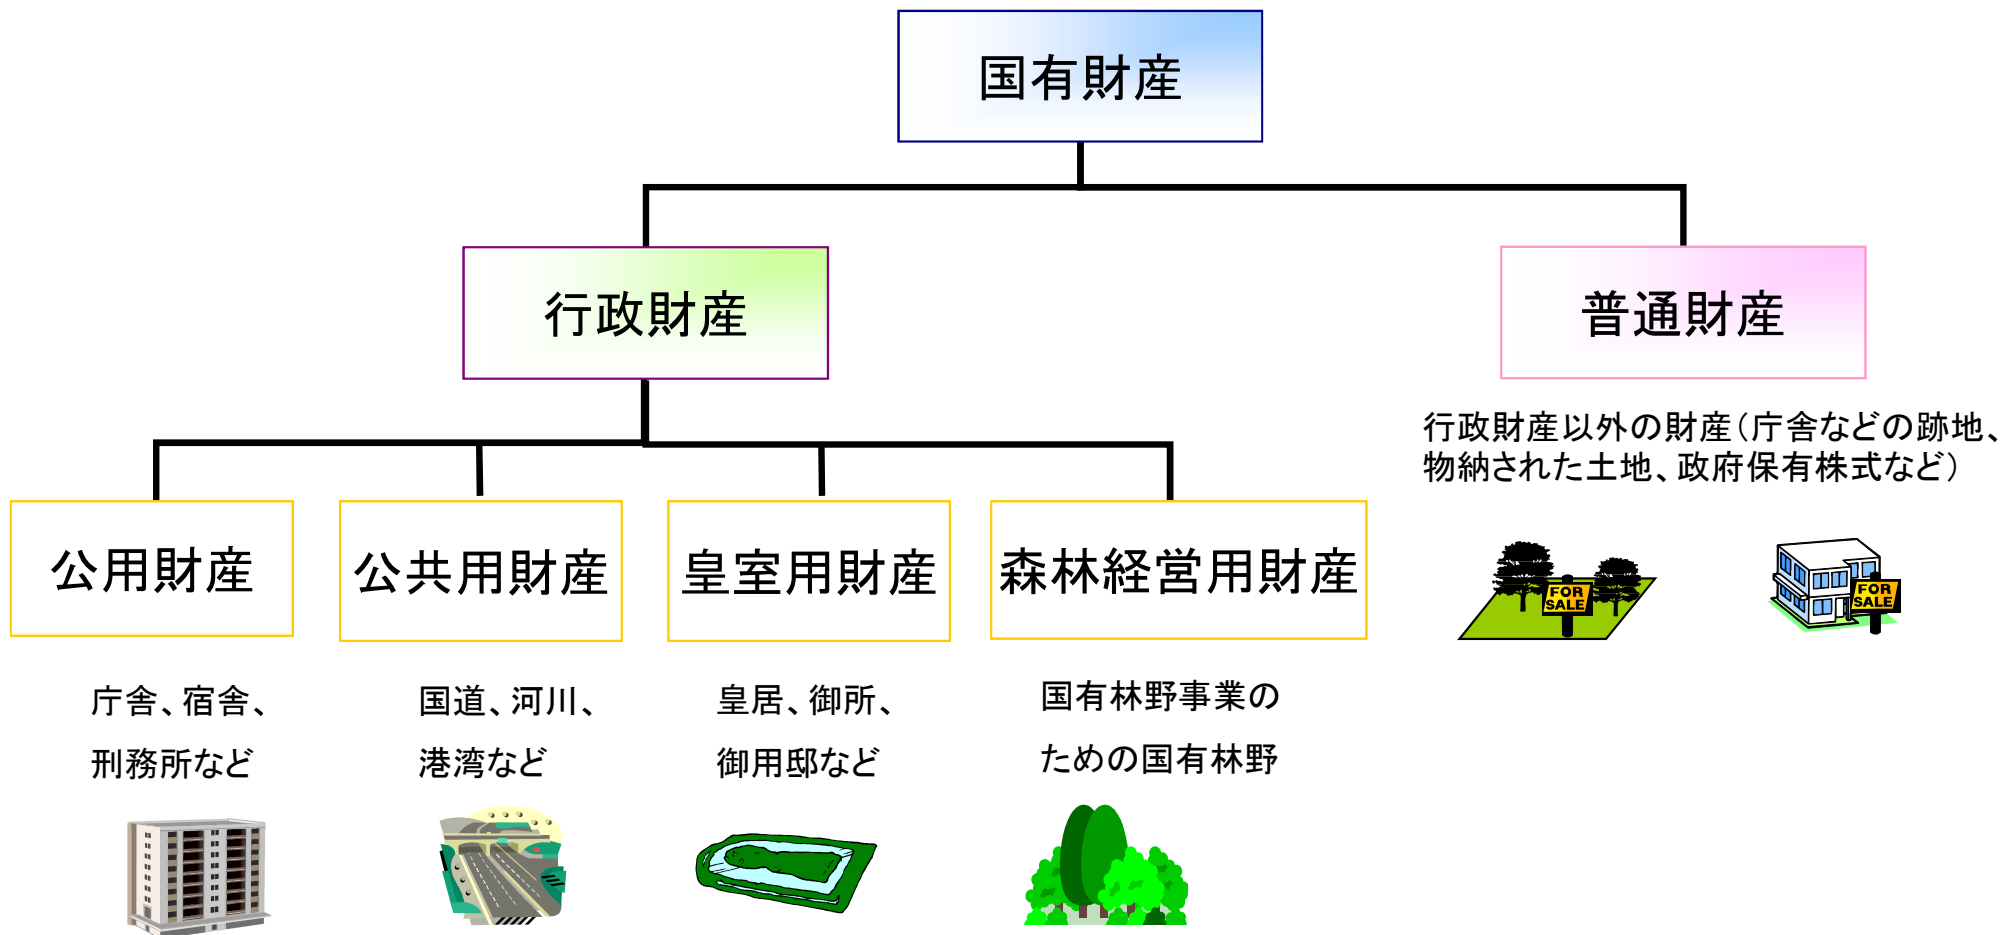 国有財産
行政財産
普通財産
行政財産以外の財産(庁舎などの跡地、
物納された土地、政府保有株式など)
公用財産
公共用財産
皇室用財産
森林経営用財産
庁舎、宿舎、
刑務所など
国道、河川、
港湾など
皇居、御所、
御用邸など
国有林野事業の
ための国有林野
FOR
SALE
FOR
SALE